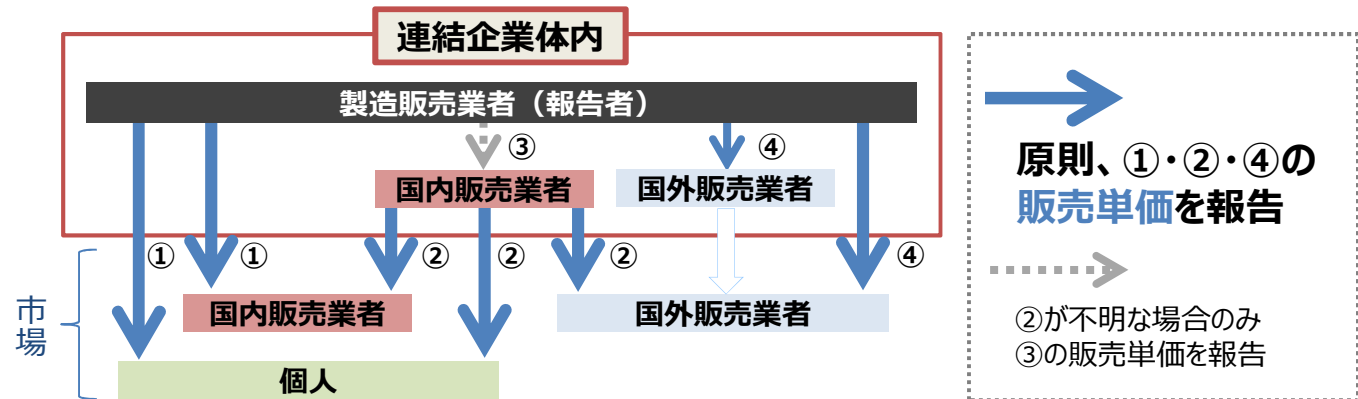 連結企業体内
製造販売業者（報告者）
③
④
国内販売業者
国外販売業者
①
①
②
②
②
④
市場
国内販売業者
国外販売業者
個人
原則、①・②・④の
販売単価を報告
②が不明な場合のみ
③の販売単価を報告